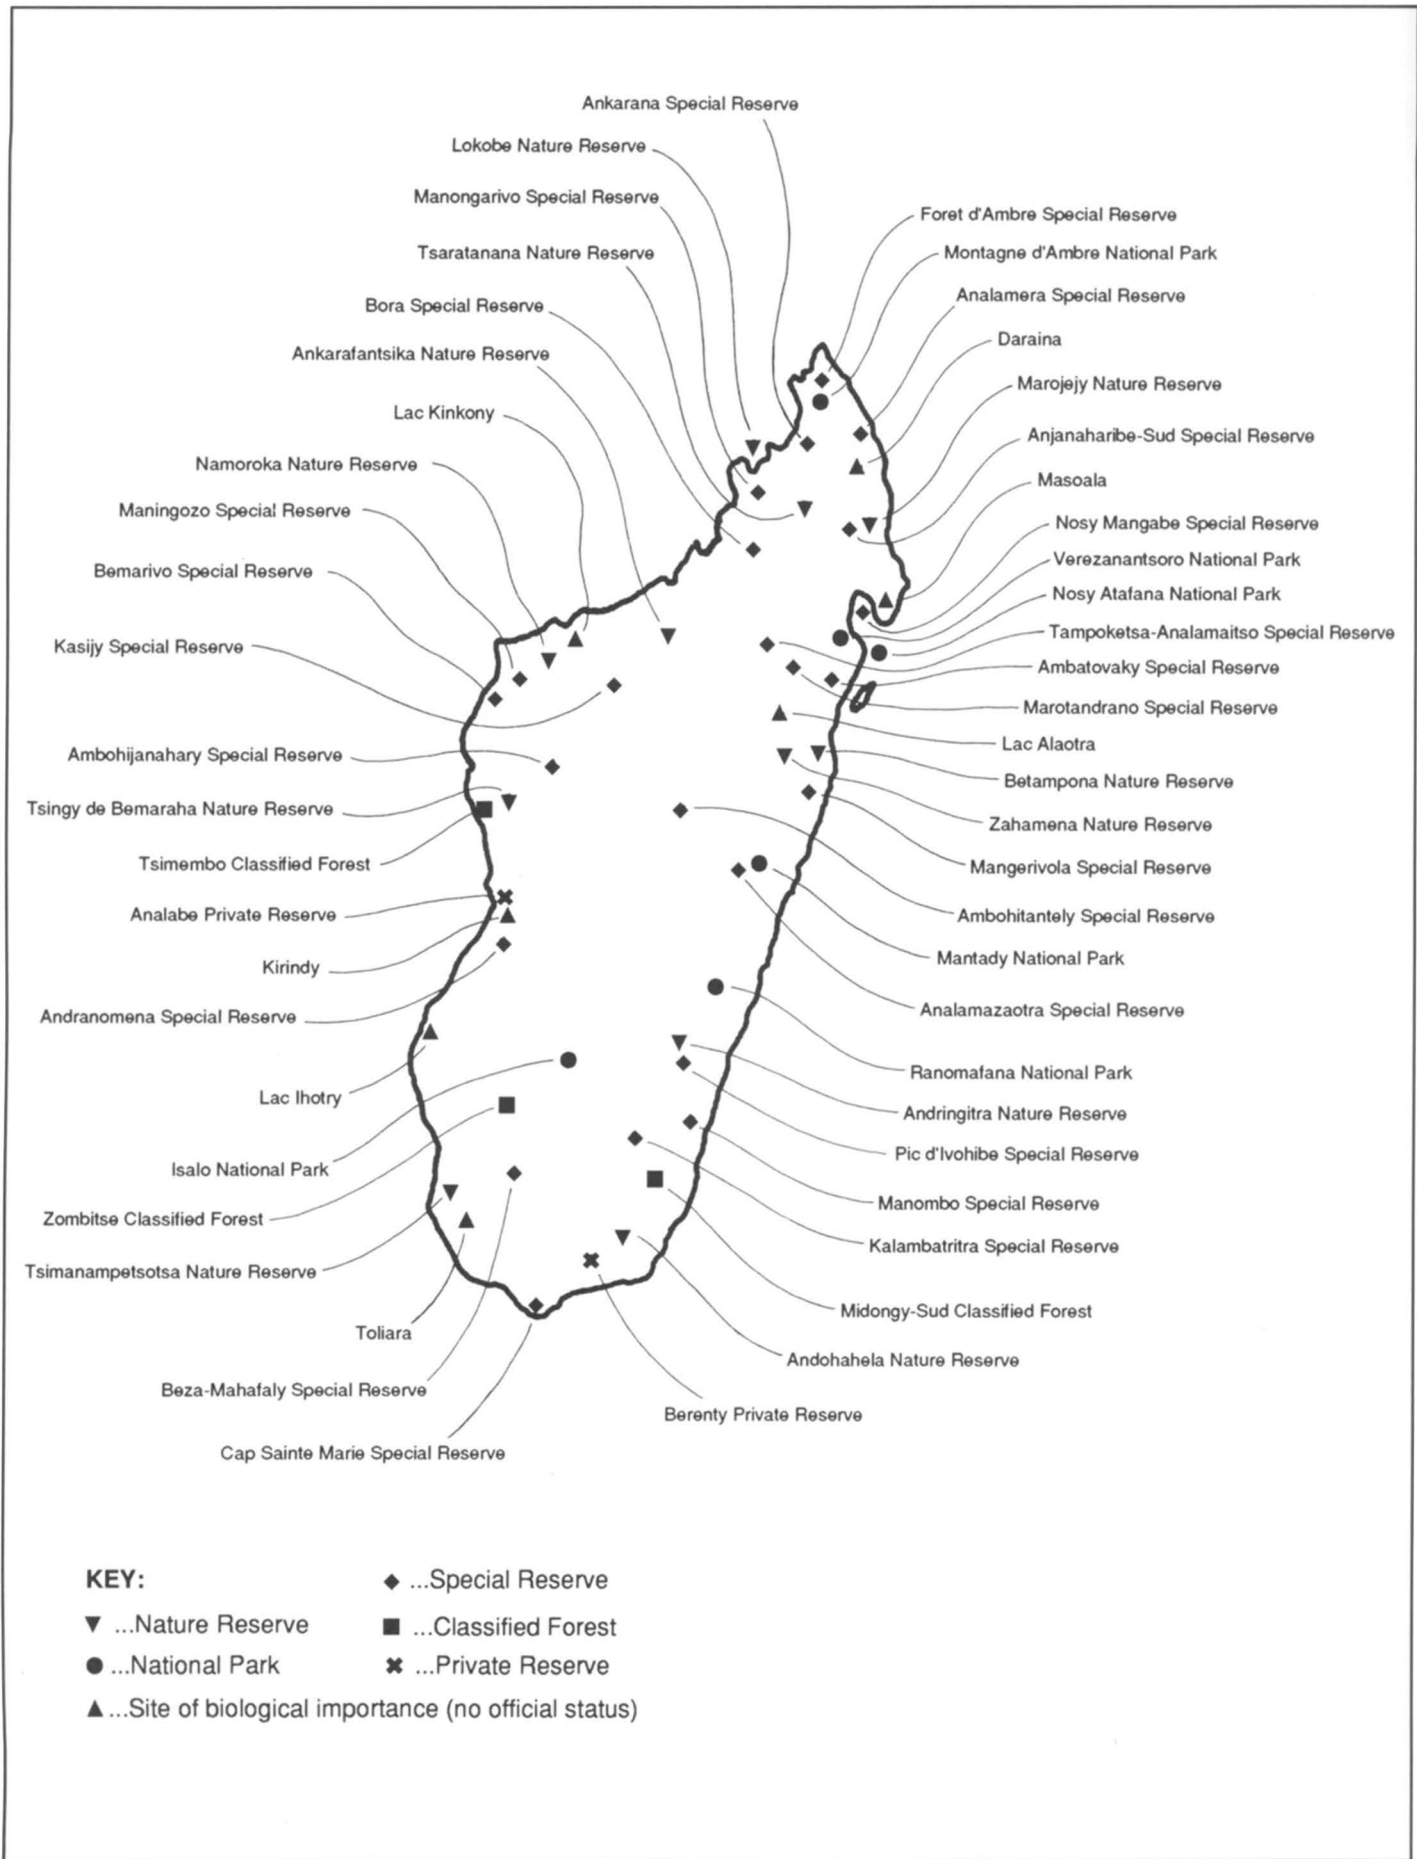 Ankarana Special Reserve
Lokobe Nature Reserve
Manongarivo Special Reserve
Tsaratanana Nature Reserve
Bora Special Reserve
Ankarafantsika Nature Reserve
Lac Kinkony
Namoroka Nature Reserve
Maningozo Special Reserve
Bemarivo Special Reserve
Kasijy Special Reserve
Ambohijanahary Special Reserve
Tsingy de Bemaraha Nature Reserve
Tsimembo Classified Forest
Analabe Private Reserve
Kirindy
Andranomena Special Reserve
Lac Ihotry
Isalo National Park
Zombitse Classified Forest
Tsimanampetsotsa Nature Reserve
Toliara
Beza-Mahafaly Special Reserve
Cap Sainte Marie Special Reserve
Foret d'Ambre Special Reserve
Montagne d'Ambre National Park
Analamera Special Reserve
Daraina
Marojejy Nature Reserve
Anjanaharibe-Sud Special Reserve
Masoala
Nosy Mangabe Special Reserve
Verezanantsoro National Park
Nosy Atafana National Park
Tampoketsa-Analamaitso Special Reserve
Ambatovaky Special Reserve
Marotandrano Special Reserve
Lac Alaotra
Betampona Nature Reserve
Zahamena Nature Reserve
Mangerivola Special Reserve
Ambohitantely Special Reserve
Mantady National Park
Analamazaotra Special Reserve
Ranomafana National Park
Andringitra Nature Reserve
Pic d'Ivohibe Special Reserve
Manombo Special Reserve
Kalambatritra Special Reserve
Midongy-Sud Classified Forest
Andohahela Nature Reserve
Berenty Private Reserve
KEY:
...Special Reserve
...Nature Reserve
...Classified Forest
...National Park
...Private Reserve
...Site of biological importance (no official status)